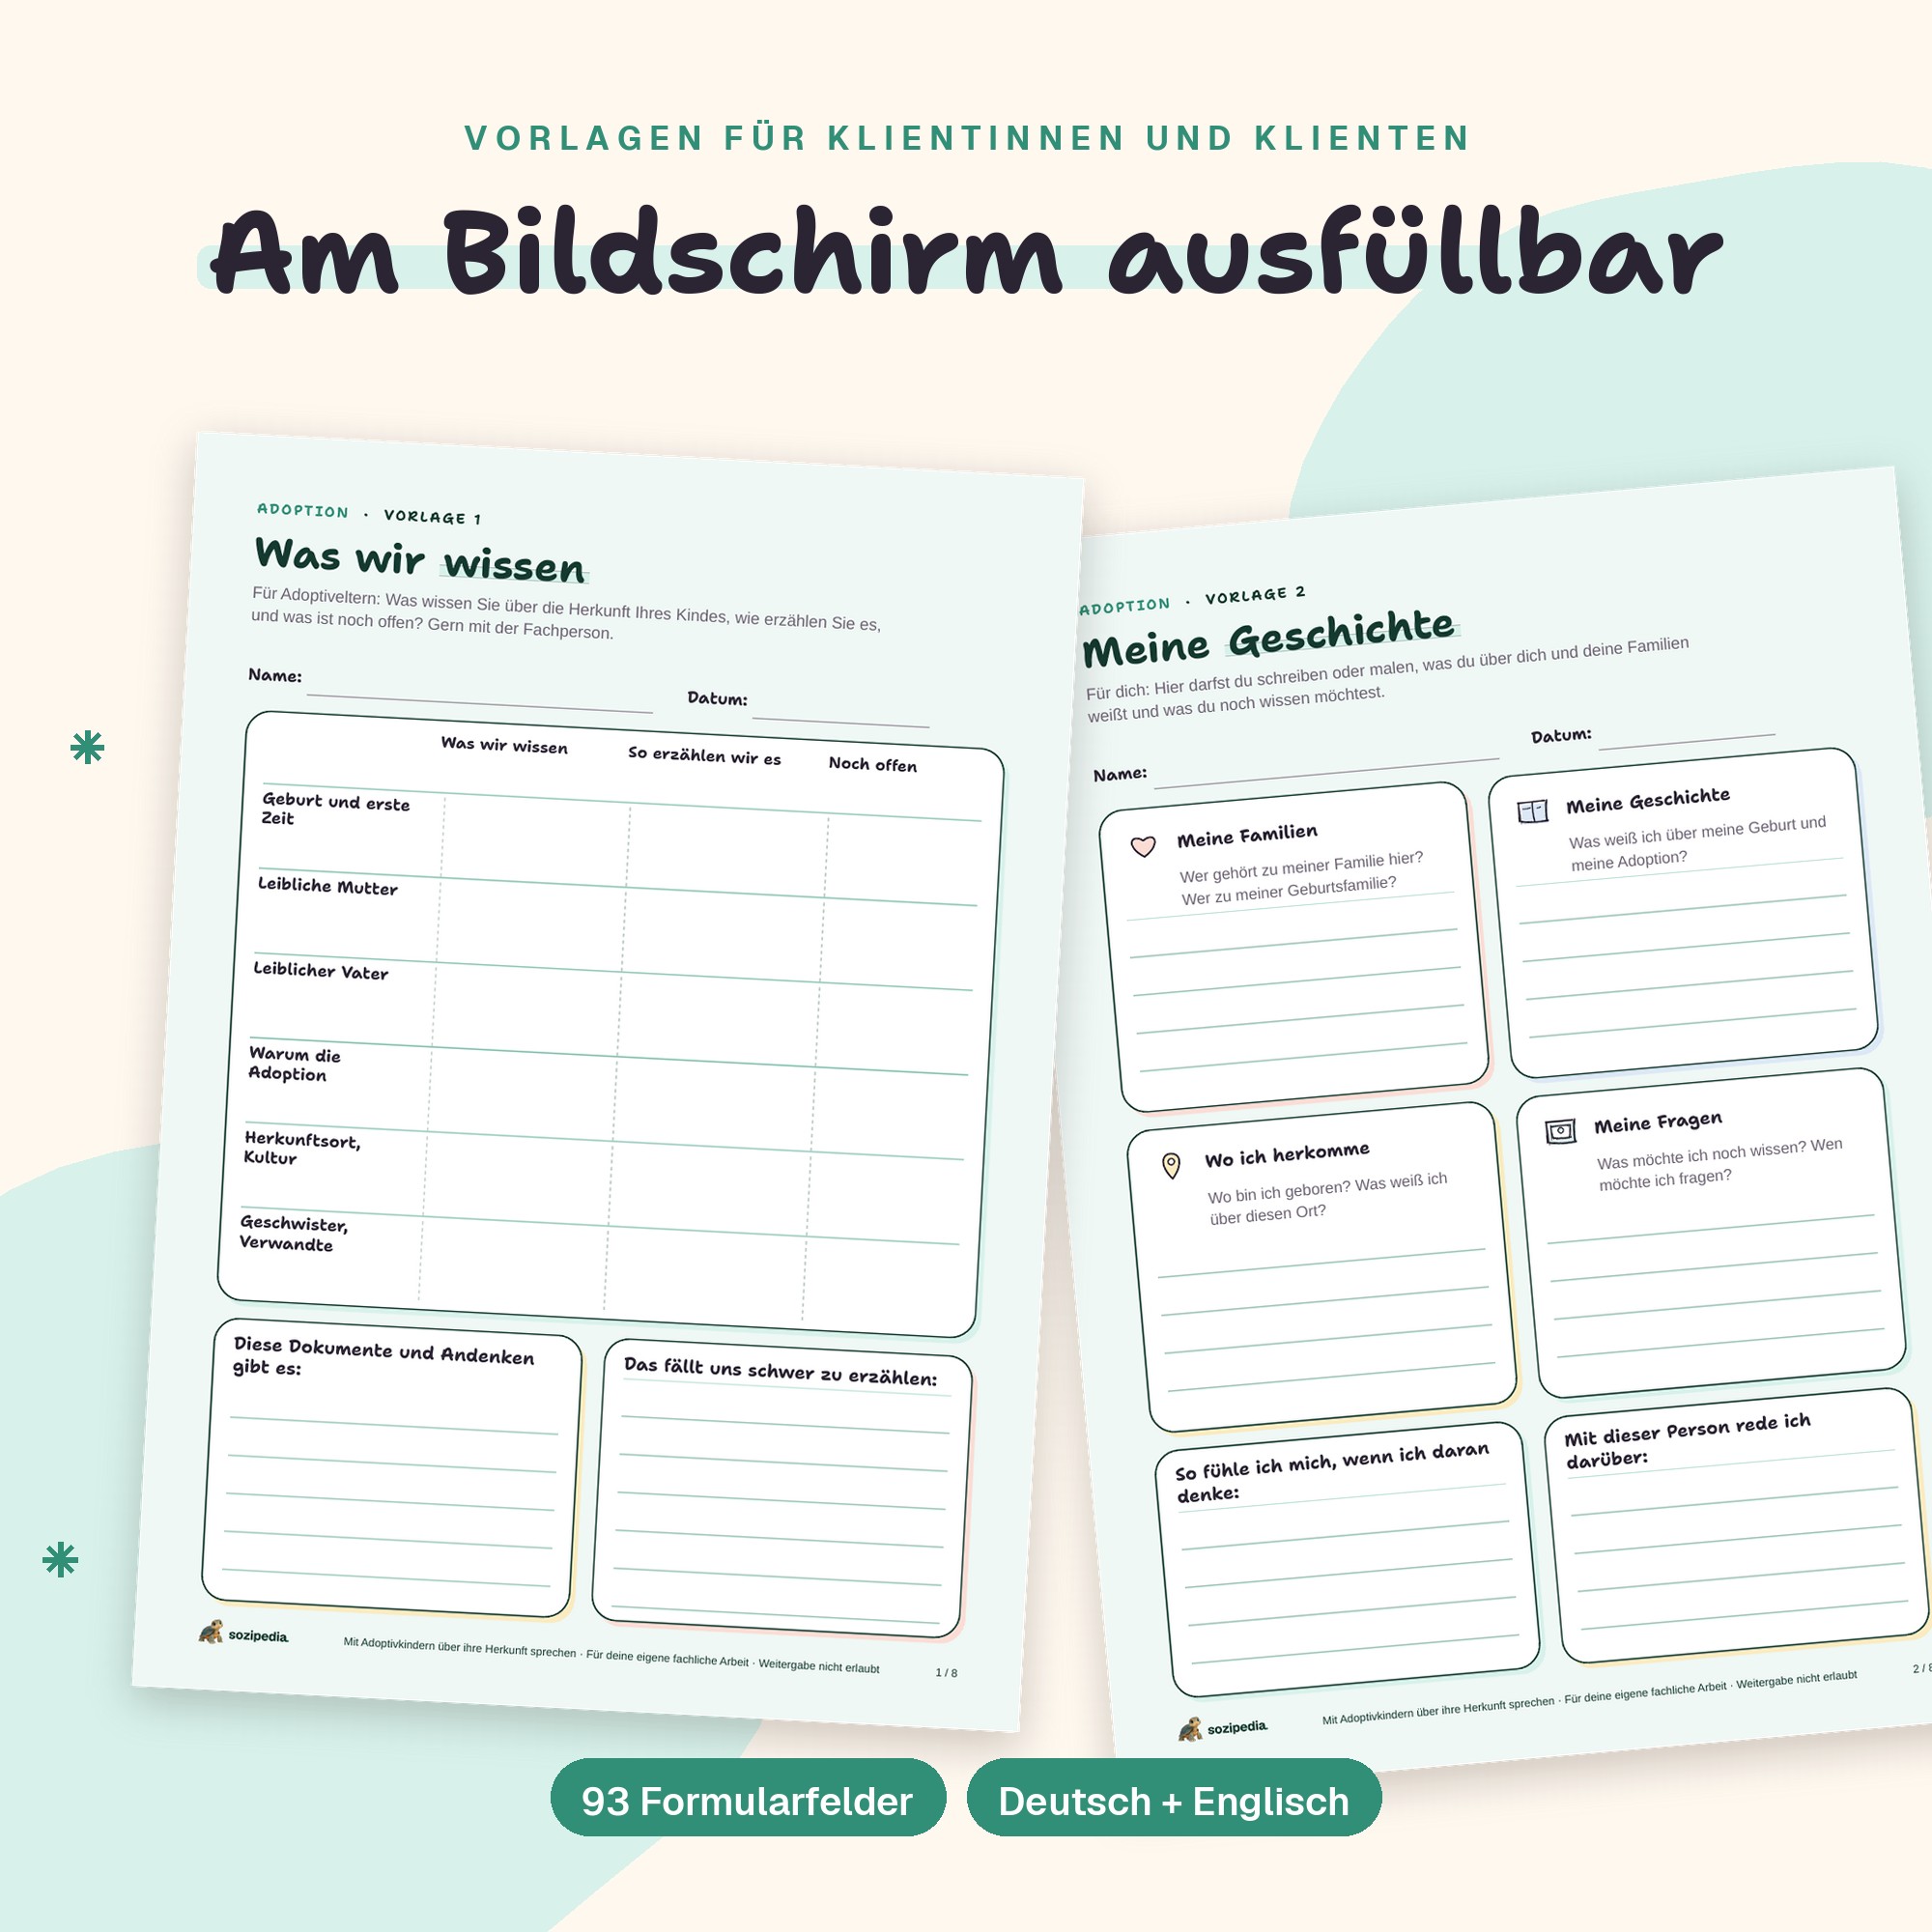 VORLAGEN FÜR KLIENTINNEN UND KLIENTEN
Am Bildschirm ausfüllbar
ADOPTION · VORLAGE 1
Was wir wissen
Für Adoptiveltern: Was wissen Sie über die Herkunft Ihres Kindes, wie erzählen Sie es,
und was ist noch offen? Gern mit der Fachperson.
Name:
Datum:
Was wir wissen
So erzählen wir es
Noch offen
Geburt und erste
Zeit
Leibliche Mutter
Leiblicher Vater
Warum die
Adoption
Herkunftsort,
Kultur
Geschwister,
Verwandte
Diese Dokumente und Andenken
gibt es:
Das fällt uns schwer zu erzählen:
sozipedia.
Mit Adoptivkindern über ihre Herkunft sprechen · Für deine eigene fachliche Arbeit · Weitergabe nicht erlaubt
1 / 8
ADOPTION · VORLAGE 2
Meine Geschichte
Für dich: Hier darfst du schreiben oder malen, was du über dich und deine Familien
weißt und was du noch wissen möchtest.
Name:
Datum:
Meine Familien
Wer gehört zu meiner Familie hier?
Wer zu meiner Geburtsfamilie?
Meine Geschichte
Was weiß ich über meine Geburt und
meine Adoption?
Wo ich herkomme
Wo bin ich geboren? Was weiß ich
über diesen Ort?
Meine Fragen
Was möchte ich noch wissen? Wen
möchte ich fragen?
So fühle ich mich, wenn ich daran
denke:
Mit dieser Person rede ich
darüber:
sozipedia.
Mit Adoptivkindern über ihre Herkunft sprechen · Für deine eigene fachliche Arbeit · Weitergabe nicht erlaubt
2 / 8
93 Formularfelder
Deutsch + Englisch